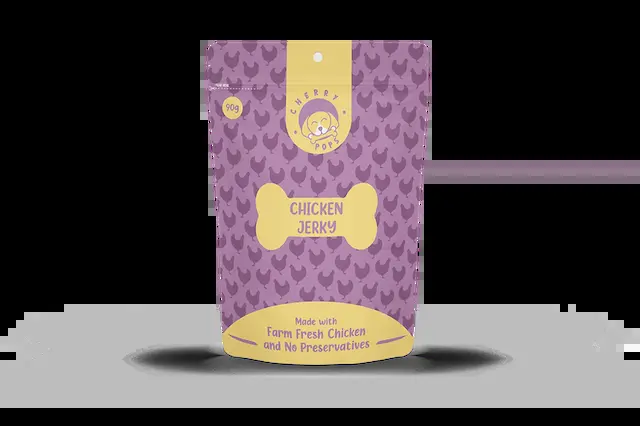 CHERRY
POPS
90g
CHICKEN
JERKY
Made with
Farm Fresh Chicken
and No Preservatives